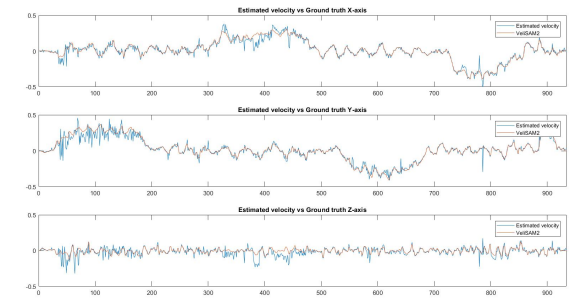 Estimated velocity vs Ground truth X-axis
0.5
0
-0.5
0 100 200 300 400 500 600 700 800 900
Estimated velocity
VeliSAM2
Estimated velocity vs Ground truth Y-axis
0.5
0
-0.5
0 100 200 300 400 500 600 700 800 900
Estimated velocity
VeliSAM2
Estimated velocity vs Ground truth Z-axis
0.5
0
-0.5
0 100 200 300 400 500 600 700 800 900
Estimated velocity
VeliSAM2